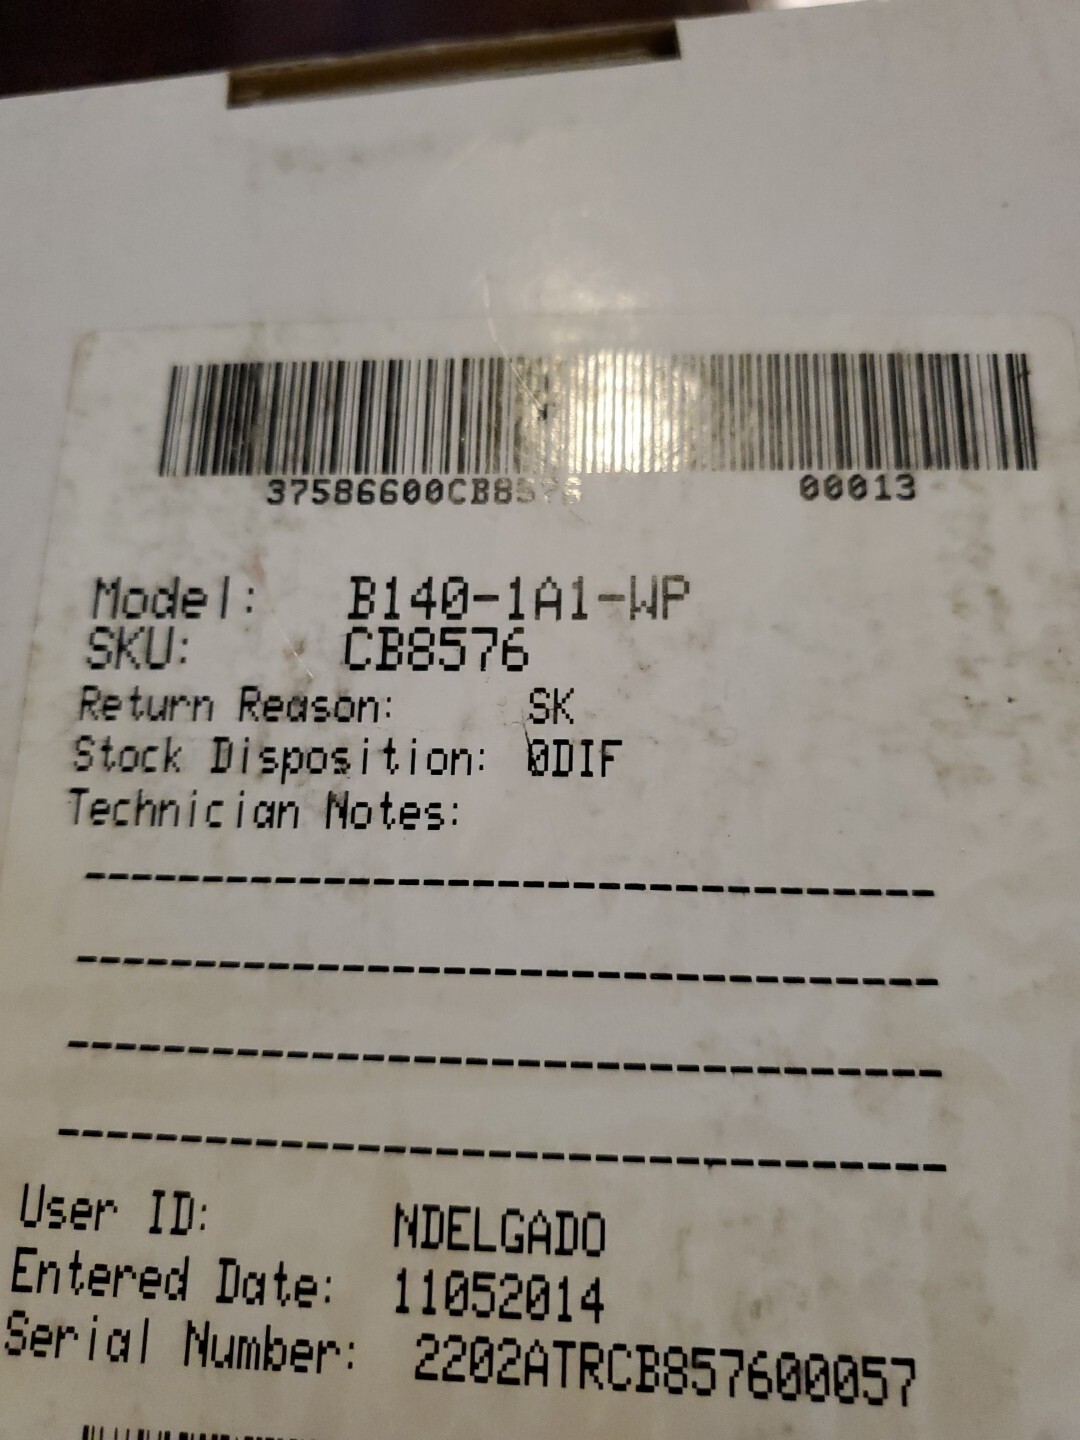 37586600CB8576 00013
Model: B140-1A1-WP
SKU: CB8576
Return Reason: SK
Stock Disposition: 0DIF
Technician Notes:
User ID: NDELGADO
Entered Date: 11052014
Serial Number: 2202ATRCB857600057